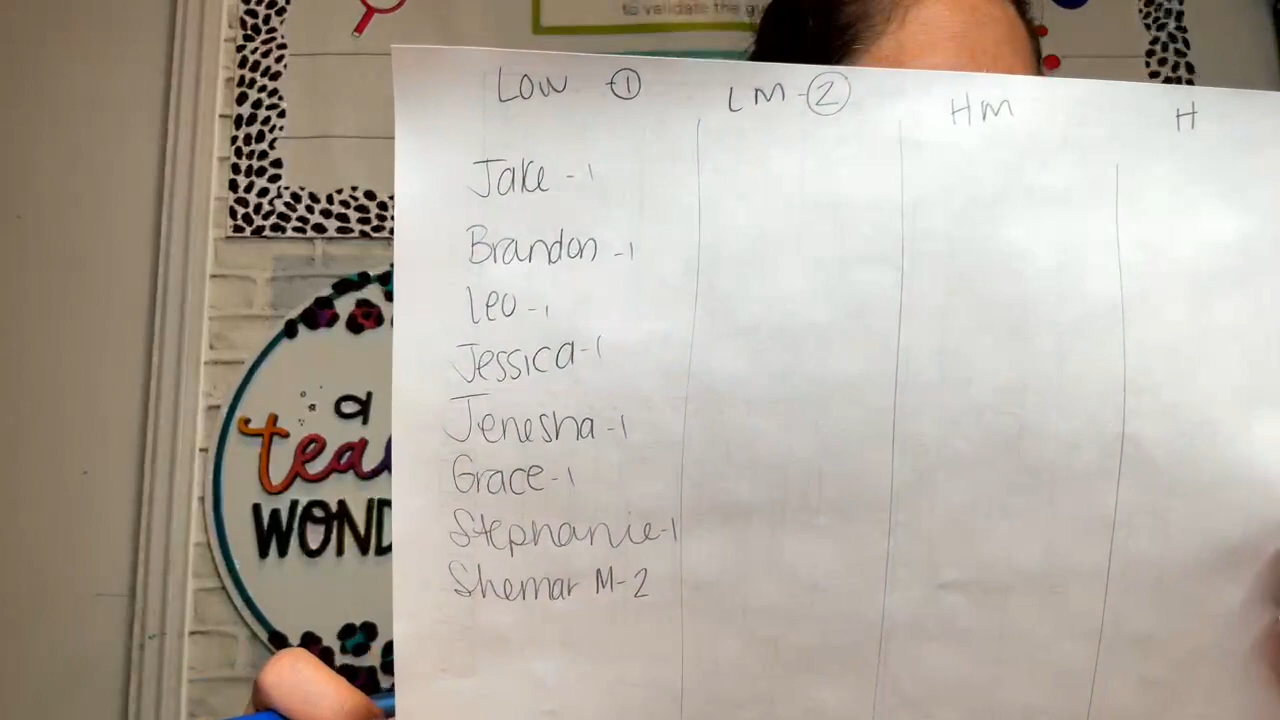 to validate the gu
Low - ①
LM - ②
HM
H
Jake - 1
Brandon - 1
Leo - 1
Jessica - 1
Jenesha - 1
Grace - 1
Stephanie - 1
Shemar M - 2
a
tea
WOND